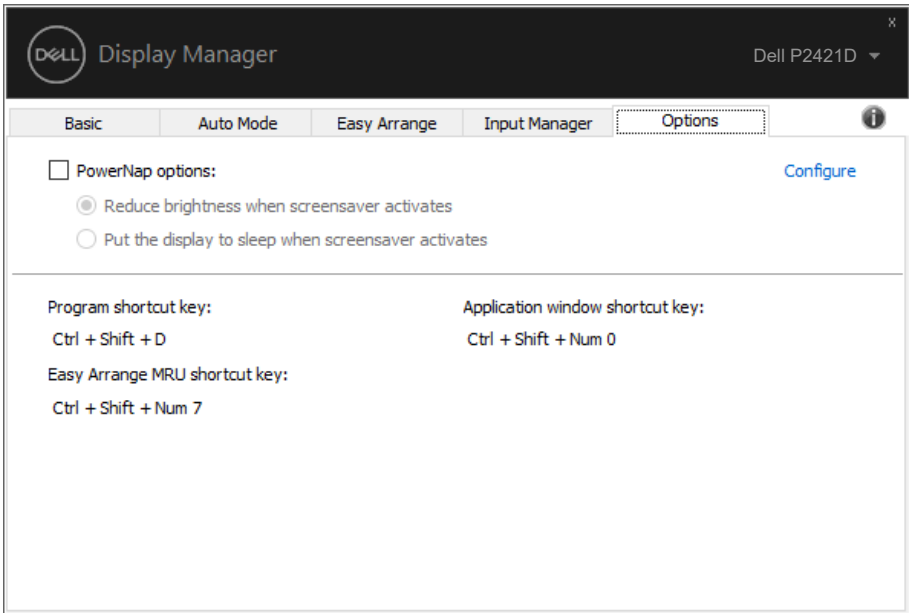 x
DELL Display Manager
Dell P2421D
Basic
Auto Mode
Easy Arrange
Input Manager
Options
i
PowerNap options:
Configure
Reduce brightness when screensaver activates
Put the display to sleep when screensaver activates
Program shortcut key:
Application window shortcut key:
Ctrl + Shift + D
Ctrl + Shift + Num 0
Easy Arrange MRU shortcut key:
Ctrl + Shift + Num 7